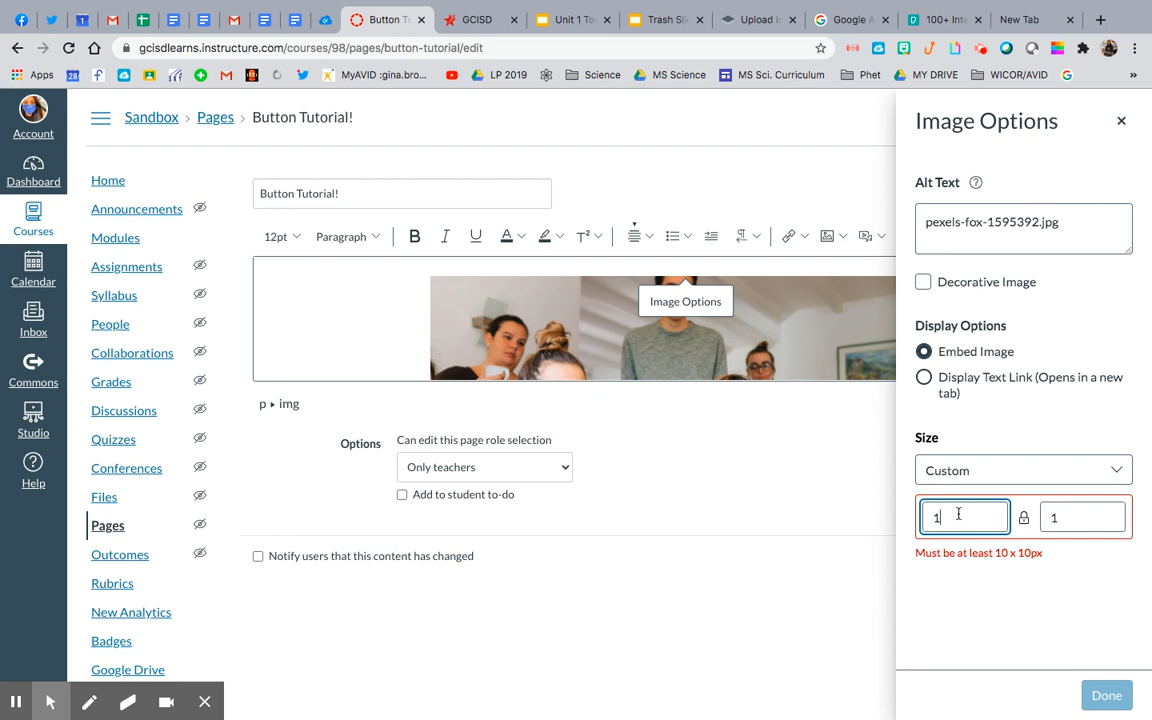 Button Tu
GCISD
Unit 1 To
Trash Sli
Upload I
Google A
100+ Inte
New Tab
gcisdlearns.instructure.com/courses/98/pages/button-tutorial/edit
Apps
28
MyAVID :gina.bro...
LP 2019
Science
MS Science
MS Sci. Curriculum
Phet
MY DRIVE
WICOR/AVID
»
Account
Dashboard
Courses
Calendar
Inbox
Commons
Studio
Help
Sandbox › Pages › Button Tutorial!
Home
Announcements
Modules
Assignments
Syllabus
People
Collaborations
Grades
Discussions
Quizzes
Conferences
Files
Pages
Outcomes
Rubrics
New Analytics
Badges
Google Drive
Button Tutorial!
12pt Paragraph B I U A T²
Image Options
p ▸ img
Options
Can edit this page role selection
Only teachers
Add to student to-do
Notify users that this content has changed
Image Options
Alt Text
pexels-fox-1595392.jpg
Decorative Image
Display Options
Embed Image
Display Text Link (Opens in a new
tab)
Size
Custom
1 1
Must be at least 10 x 10px
Done